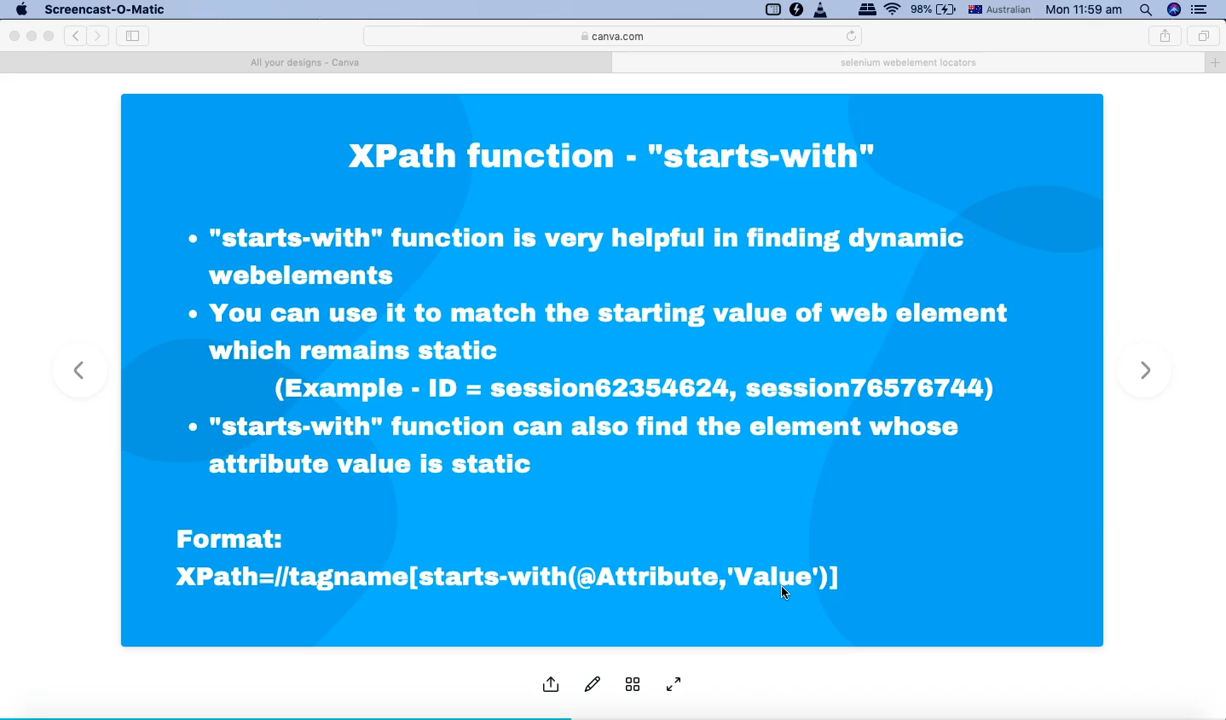 Screencast-O-Matic 98% Australian Mon 11:59 am
canva.com
All your designs – Canva selenium webelement locators
XPath function - "starts-with"
• "starts-with" function is very helpful in finding dynamic
webelements
• You can use it to match the starting value of web element
which remains static
(Example - ID = session62354624, session76576744)
• "starts-with" function can also find the element whose
attribute value is static
Format:
XPath=//tagname[starts-with(@Attribute,'Value')]